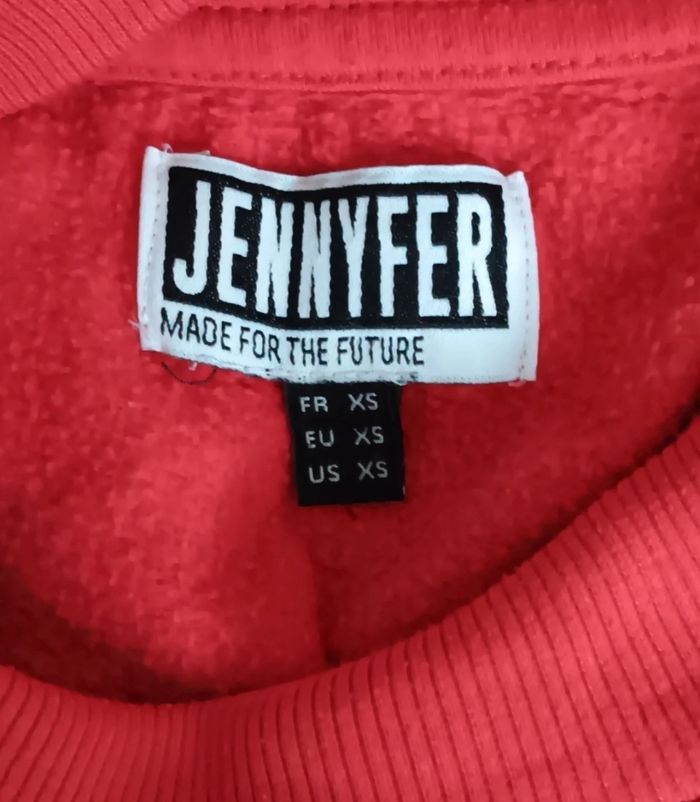 JENNYFER
MADE FOR THE FUTURE
FR XS
EU XS
US XS